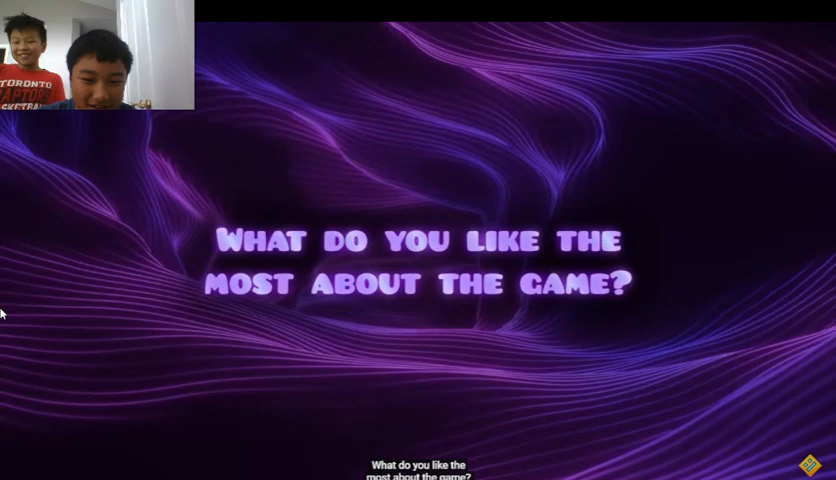 TORONTO
RAPTORS
WHAT DO YOU LIKE THE
MOST ABOUT THE GAME?
What do you like the
most about the game?